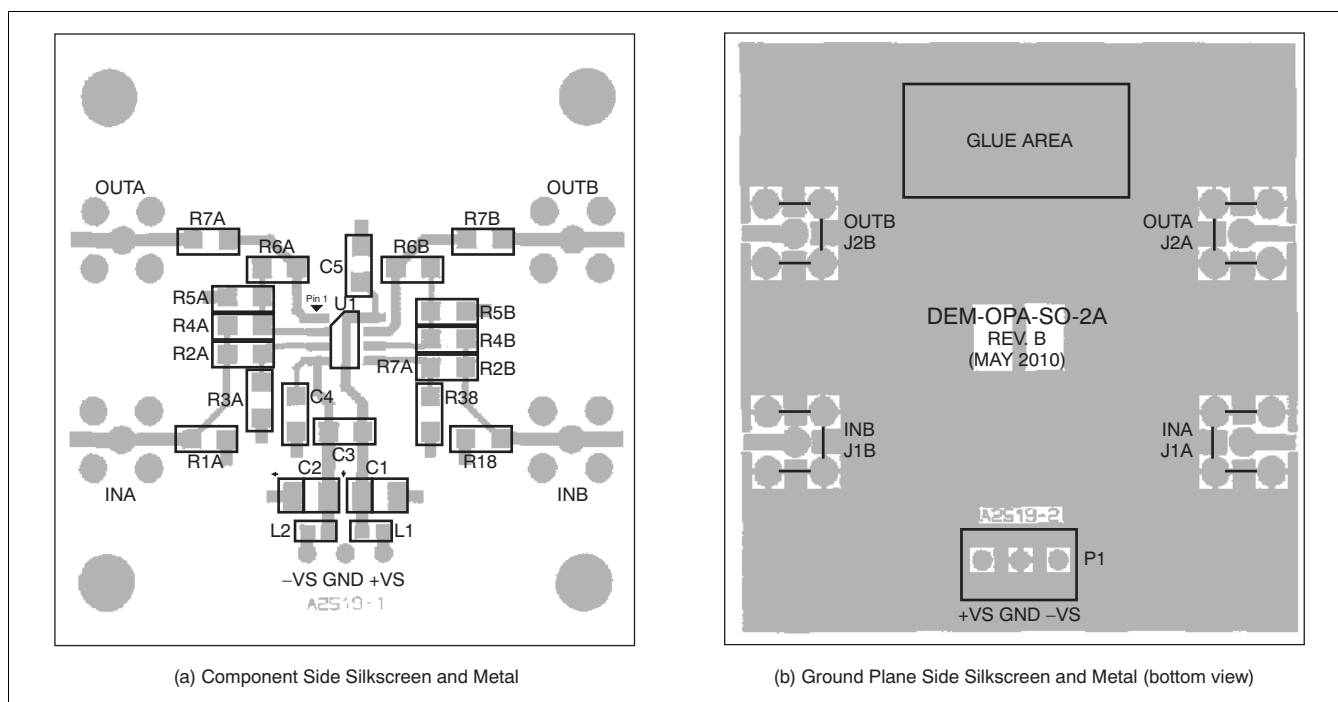 OUTA
OUTB
R7A
R7B
R6A
R6B
C5
Pin 1
U1
R5A
R5B
R4A
R4B
R2A
R7A
R2B
R3A
C4
R38
R1A
C3
R18
INA
C2
C1
INB
L2
L1
–VS GND +VS
A2519-1
(a) Component Side Silkscreen and Metal
GLUE AREA
OUTB
J2B
OUTA
J2A
DEM-OPA-SO-2A
REV. B
(MAY 2010)
INB
J1B
INA
J1A
A2519-2
P1
+VS GND –VS
(b) Ground Plane Side Silkscreen and Metal (bottom view)